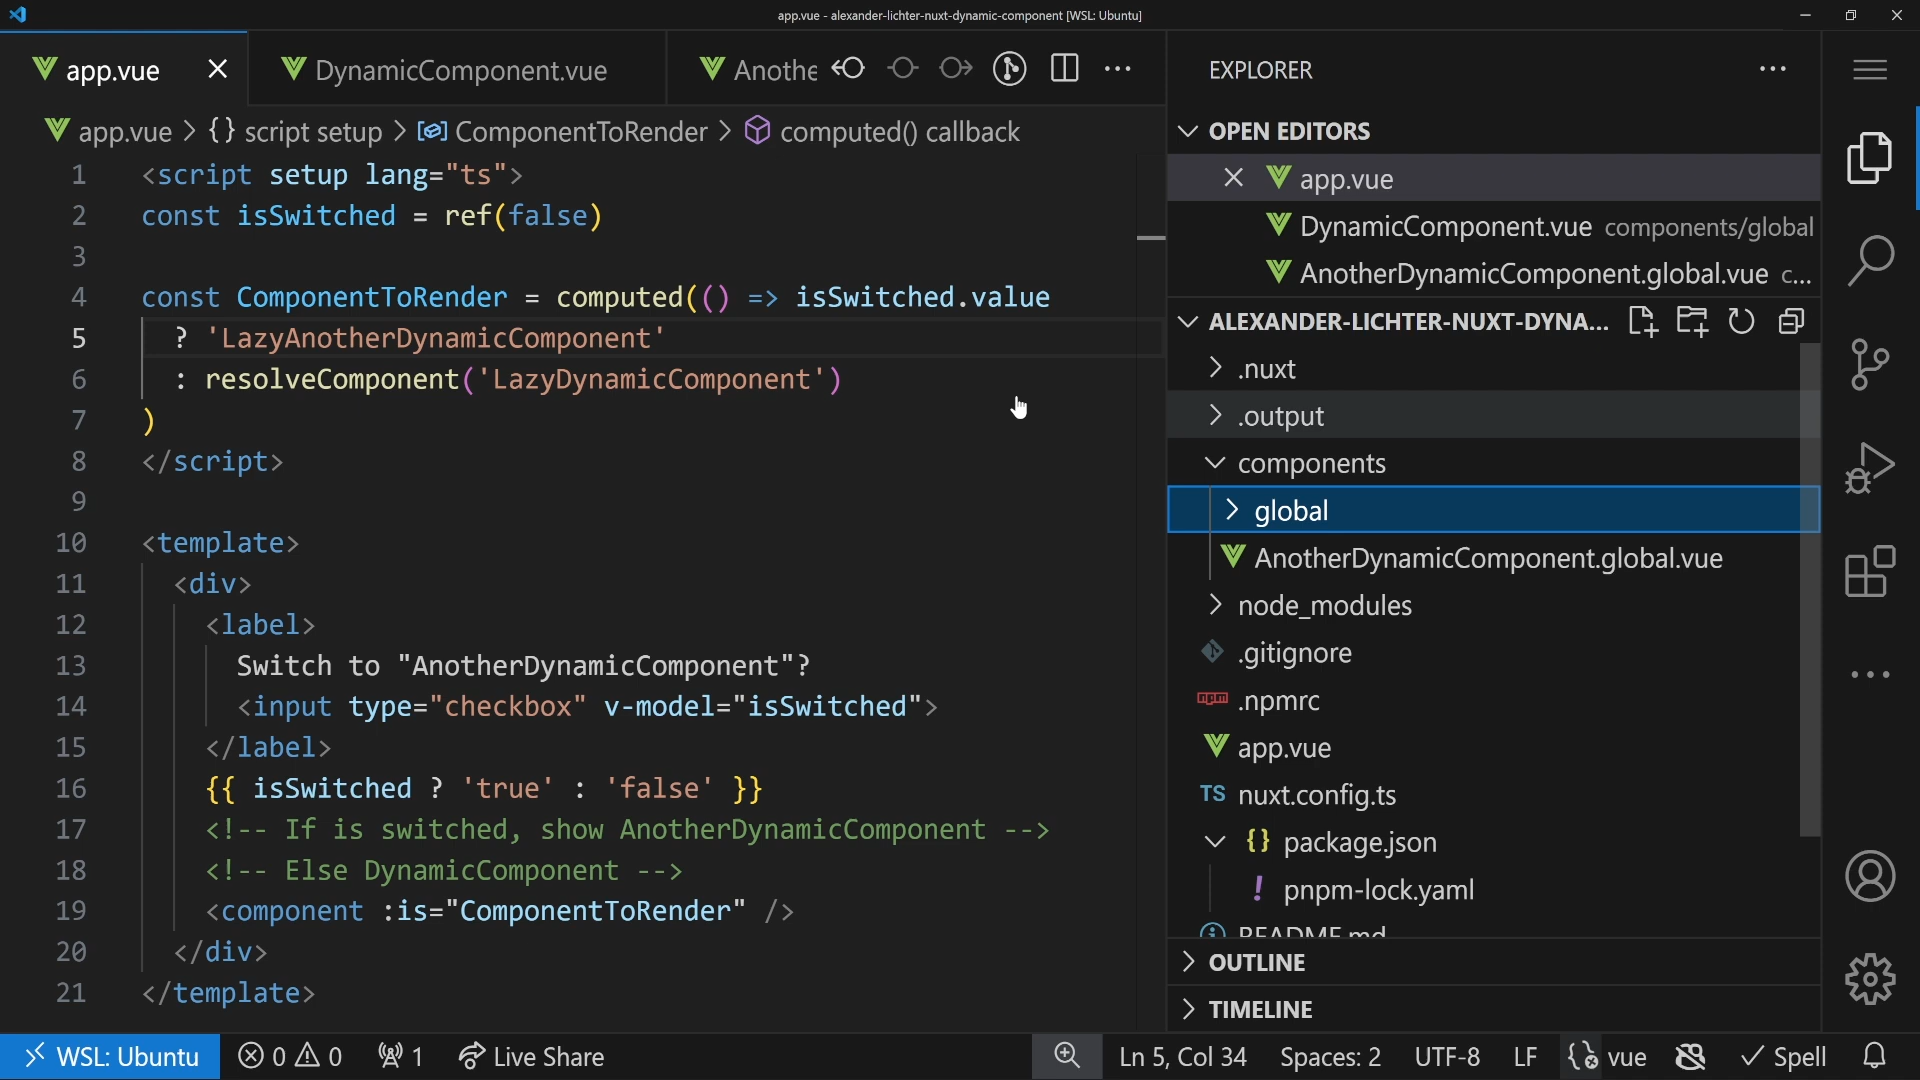 app.vue - alexander-lichter-nuxt-dynamic-component [WSL: Ubuntu]
app.vue
DynamicComponent.vue
Anothe
app.vue > {} script setup > ComponentToRender > computed() callback
1 <script setup lang="ts">
2 const isSwitched = ref(false)
3
4 const ComponentToRender = computed(() => isSwitched.value
5 ? 'LazyAnotherDynamicComponent'
6 : resolveComponent('LazyDynamicComponent')
7 )
8 </script>
9
10 <template>
11 <div>
12 <label>
13 Switch to "AnotherDynamicComponent"?
14 <input type="checkbox" v-model="isSwitched">
15 </label>
16 {{ isSwitched ? 'true' : 'false' }}
17 <!-- If is switched, show AnotherDynamicComponent -->
18 <!-- Else DynamicComponent -->
19 <component :is="ComponentToRender" />
20 </div>
21 </template>
EXPLORER
OPEN EDITORS
app.vue
DynamicComponent.vue components/global
AnotherDynamicComponent.global.vue c...
ALEXANDER-LICHTER-NUXT-DYNA...
.nuxt
.output
components
global
AnotherDynamicComponent.global.vue
node_modules
.gitignore
.npmrc
app.vue
TS nuxt.config.ts
{} package.json
! pnpm-lock.yaml
README.md
OUTLINE
TIMELINE
WSL: Ubuntu
0
0
1
Live Share
Ln 5, Col 34
Spaces: 2
UTF-8
LF
vue
Spell